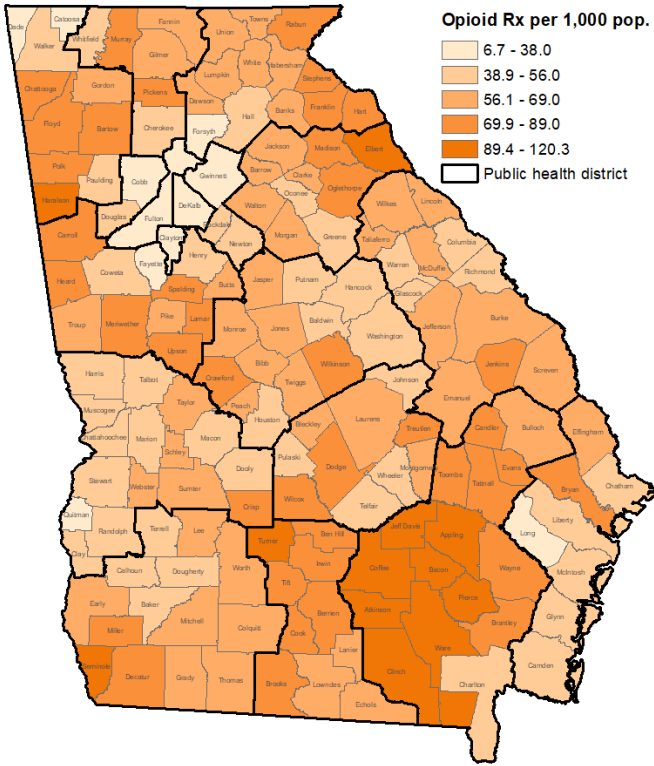 Opioid Rx per 1,000 pop.
6.7 - 38.0
38.9 - 56.0
56.1 - 69.0
69.9 - 89.0
89.4 - 120.3
Public health district
Dade
Catoosa
Walker
Whitfield
Murray
Fannin
Gilmer
Union
Towns
Rabun
White
Habersham
Lumpkin
Stephens
Chattooga
Gordon
Pickens
Dawson
Hall
Banks
Franklin
Hart
Floyd
Bartow
Cherokee
Forsyth
Jackson
Madison
Elbert
Polk
Paulding
Cobb
Gwinnett
Barrow
Clarke
Oconee
Oglethorpe
Haralson
Douglas
Fulton
DeKalb
Walton
Wilkes
Lincoln
Carroll
Clayton
Rockdale
Newton
Morgan
Greene
Taliaferro
Columbia
Fayette
Henry
Coweta
Warren
McDuffie
Richmond
Heard
Spalding
Butts
Jasper
Putnam
Hancock
Glascock
Troup
Meriwether
Pike
Lamar
Monroe
Jones
Baldwin
Washington
Jefferson
Burke
Upson
Bibb
Twiggs
Wilkinson
Jenkins
Screven
Harris
Talbot
Crawford
Johnson
Emanuel
Muscogee
Taylor
Peach
Houston
Laurens
Chattahoochee
Marion
Macon
Bleckley
Treutlen
Candler
Bulloch
Effingham
Schley
Dooly
Pulaski
Dodge
Wheeler
Montgomery
Toombs
Tattnall
Evans
Bryan
Chatham
Stewart
Webster
Sumter
Crisp
Wilcox
Telfair
Quitman
Randolph
Terrell
Lee
Turner
Ben Hill
Jeff Davis
Appling
Long
Liberty
Clay
Calhoun
Dougherty
Worth
Irwin
Coffee
Bacon
Wayne
McIntosh
Early
Baker
Mitchell
Tift
Berrien
Atkinson
Pierce
Brantley
Glynn
Miller
Colquitt
Cook
Lanier
Ware
Seminole
Decatur
Grady
Thomas
Brooks
Lowndes
Echols
Clinch
Charlton
Camden